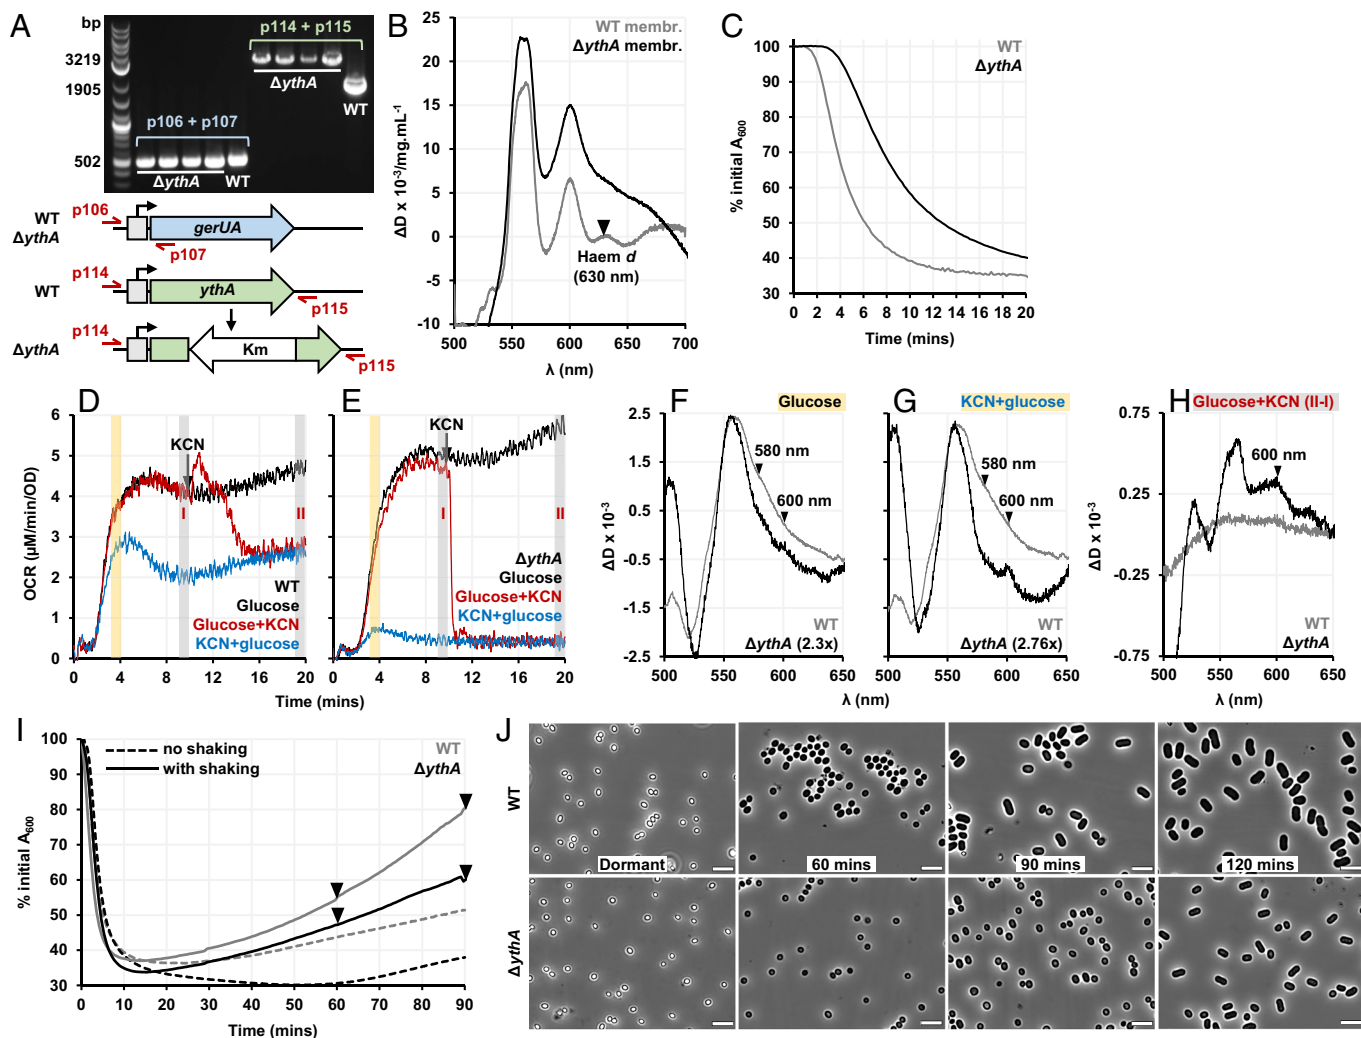 A
bp
3219
1905
502
p114 + p115
ΔythA
WT
p106 + p107
ΔythA
WT
WT
ΔythA
p106
gerUA
p107
WT
p114
ythA
p115
ΔythA
p114
Km
p115
B
WT membr.
ΔythA membr.
25
20
15
10
5
0
-5
-10
ΔD x 10⁻³/mg.mL⁻¹
Haem d
(630 nm)
500 550 600 650 700
λ (nm)
C
WT
ΔythA
100
90
80
70
60
50
40
30
% initial A₆₀₀
0 2 4 6 8 10 12 14 16 18 20
Time (mins)
D
6
5
4
3
2
1
0
OCR (µM/min/OD)
KCN
I
II
WT
Glucose
Glucose+KCN
KCN+glucose
0 4 8 12 16 20
Time (mins)
E
KCN
I
II
ΔythA
Glucose
Glucose+KCN
KCN+glucose
0 4 8 12 16 20
F
Glucose
2.5
1.5
0.5
-0.5
-1.5
-2.5
ΔD x 10⁻³
580 nm
600 nm
WT
ΔythA (2.3x)
500 550 600 650
λ (nm)
G
KCN+glucose
580 nm
600 nm
WT
ΔythA (2.76x)
500 550 600 650
H
Glucose+KCN (II-I)
0.75
0.25
-0.25
-0.75
ΔD x 10⁻³
600 nm
WT
ΔythA
500 550 600 650
λ (nm)
I
no shaking
with shaking
WT
ΔythA
100
90
80
70
60
50
40
30
% initial A₆₀₀
0 10 20 30 40 50 60 70 80 90
Time (mins)
J
WT
Dormant
60 mins
90 mins
120 mins
ΔythA